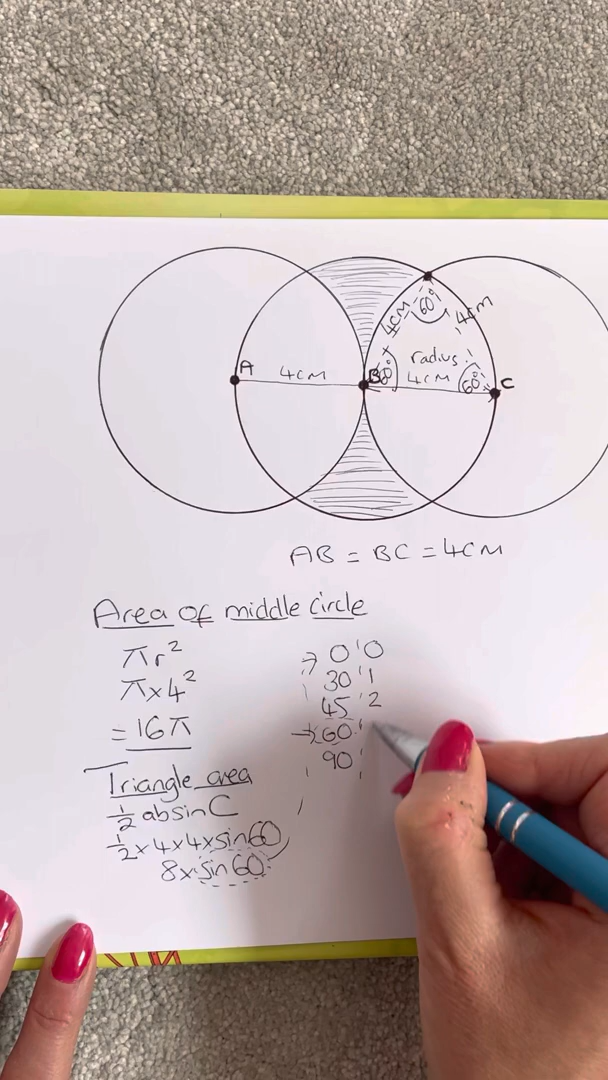 60°
4CM
4CM
A
4CM
B
60°
radius
4CM
60°
C
AB = BC = 4CM
Area of middle circle
πr²
π×4²
=16π
0 0
30 1
45 2
60
90
Triangle area
½absinC
½×4×4×sin60
8×sin60